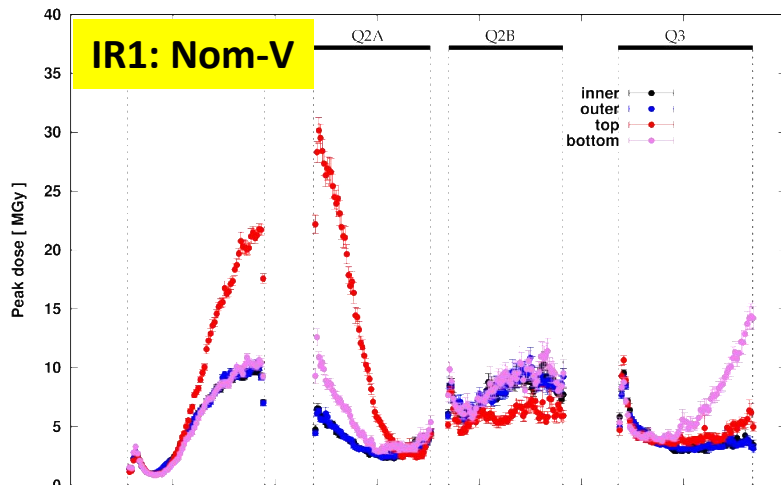 40
35
30
25
20
15
10
5
0
Peak dose [ MGy]
IR1: Nom-V
Q2A
Q2B
Q3
inner
outer
top
bottom